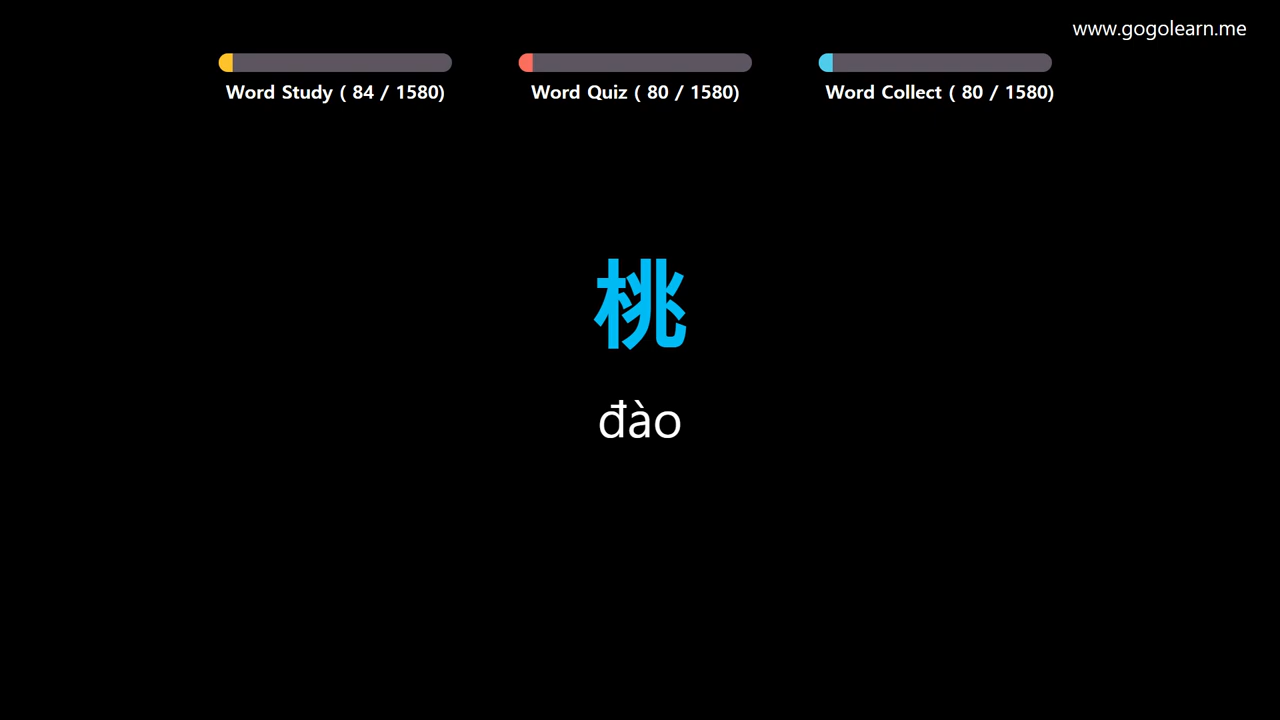 www.gogolearn.me
Word Study ( 84 / 1580)
Word Quiz ( 80 / 1580)
Word Collect ( 80 / 1580)
桃
đào